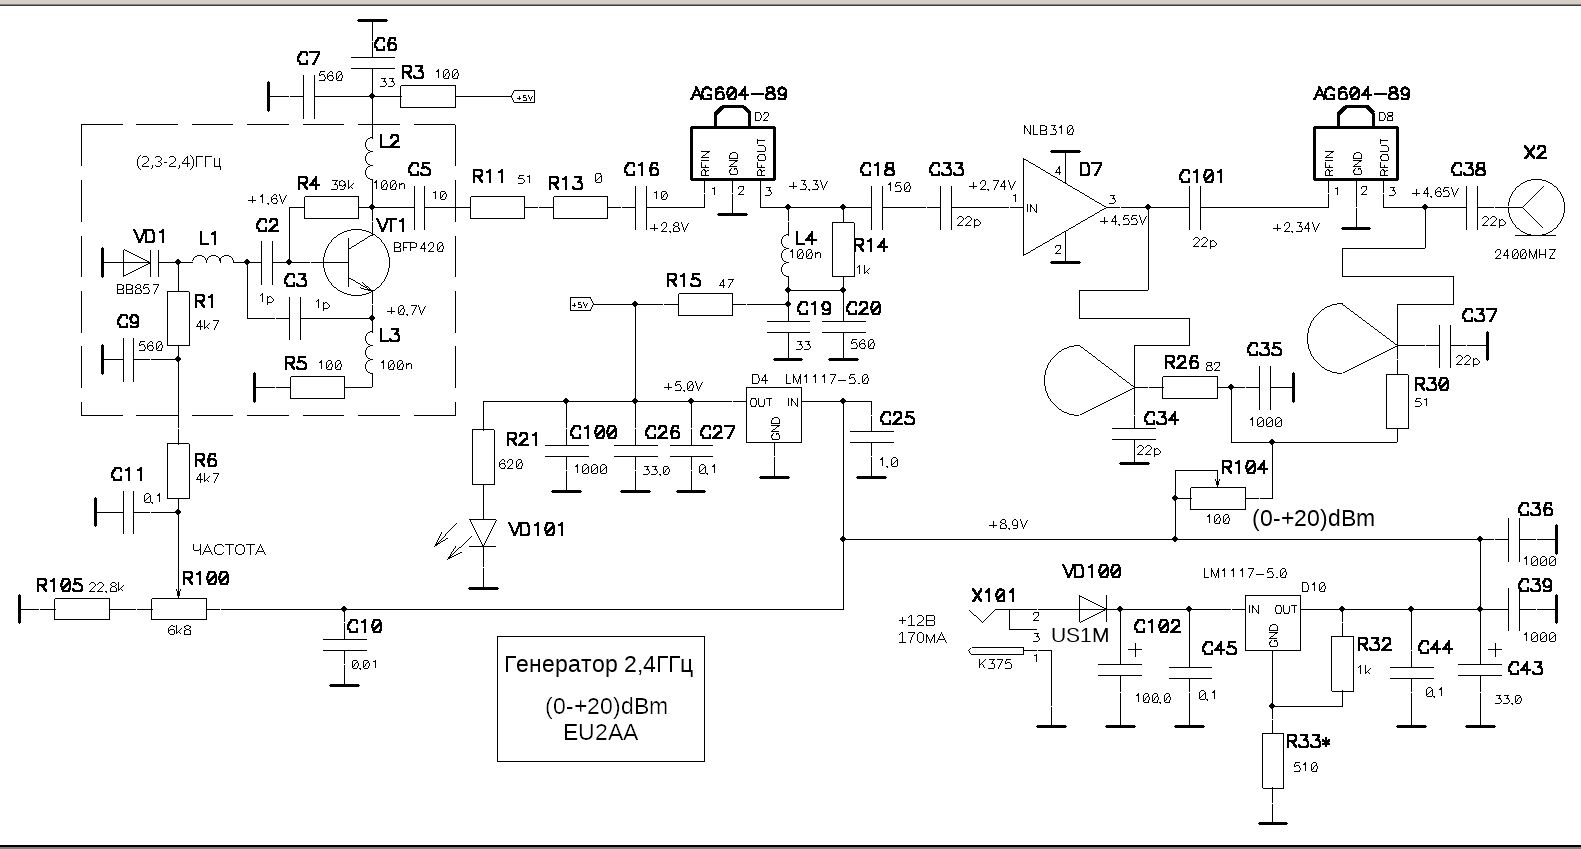 C6
C7
560
33
R3 100
+5V
AG604-89
D2
RFIN
GND
RFOUT
1
2
3
AG604-89
D8
RFIN
GND
RFOUT
1
2
3
(2,3-2,4)ГГц
L2
100n
C5
10
R4 39k
+1,6V
VT1
BFP420
R11 51
R13 0
C16
10
+2,8V
+3,3V
C18
150
C33
22p
+2,74V
NLB310
D7
4
1
IN
3
2
+4,55V
C101
22p
+2,34V
+4,65V
C38
22p
X2
2400MHZ
VD1
BB857
L1
C2
1p
C3
1p
R1
4k7
+0,7V
L3
100n
C9
560
R5 100
L4
100n
R14
1k
R15 47
+5V
C19
33
C20
560
C37
22p
R26 82
C35
1000
R30
51
C34
22p
+5,0V
D4
LM1117-5.0
OUT
IN
GND
C25
1,0
R21
620
C100
1000
C26
33,0
C27
0,1
R6
4k7
C11
0,1
VD101
R104
100
(0-+20)dBm
+8,9V
C36
1000
ЧАСТОТА
R105 22,8k
R100
6k8
C10
0,01
LM1117-5.0
D10
IN
OUT
GND
VD100
US1M
X101
2
3
1
K375
+12В
170мА
C102
100,0
C45
0,1
R32
1k
C44
0,1
C43
33,0
C39
1000
R33*
510
Генератор 2,4ГГц
(0-+20)dBm
EU2AA